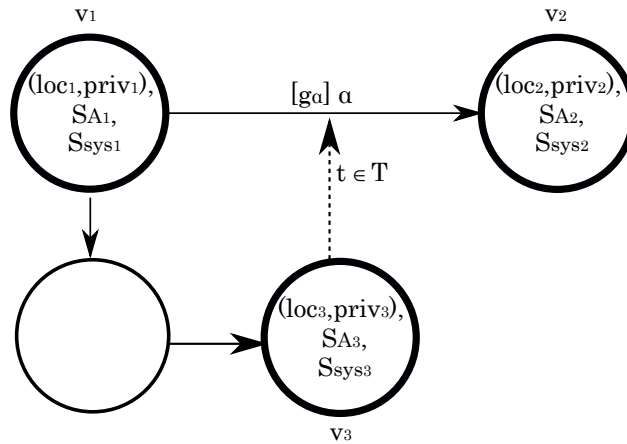 v1
v2
(loc1,priv1),
SA1,
Ssys1
[gα] α
(loc2,priv2),
SA2,
Ssys2
t ∈ T
(loc3,priv3),
SA3,
Ssys3
v3